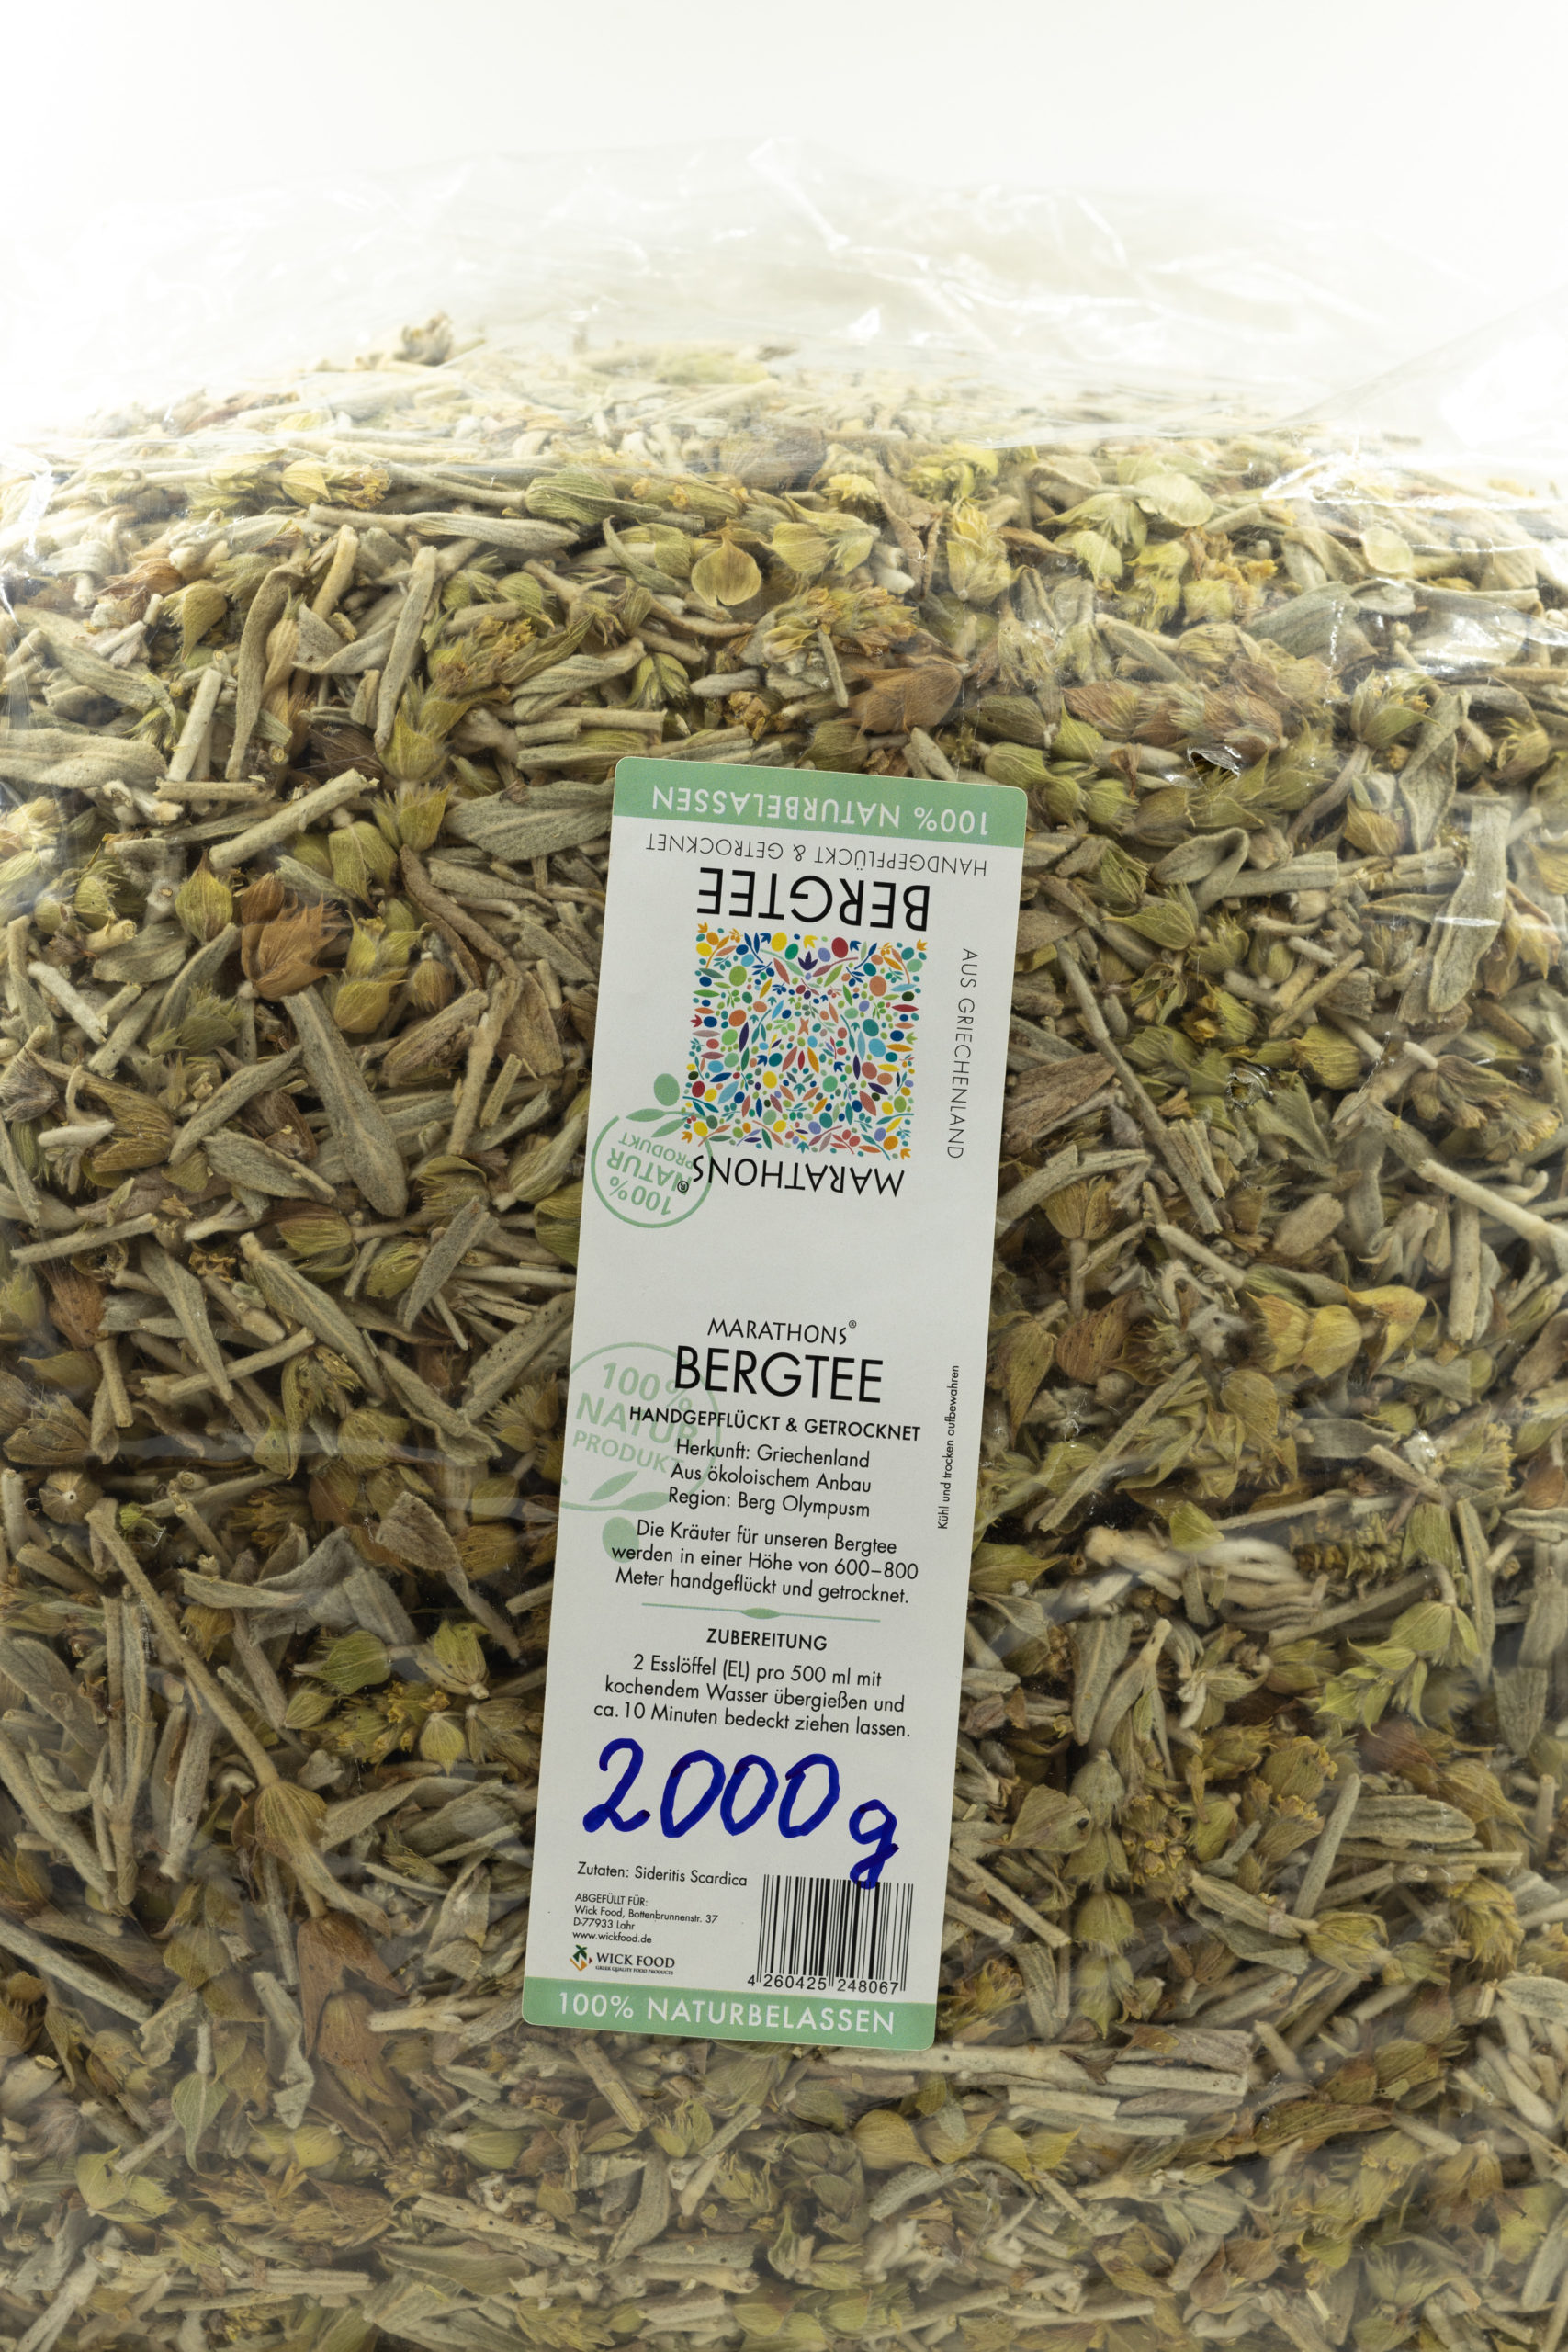 100% NATURBELASSEN
HANDGEPFLÜCKT & GETROCKNET
BERGTEE
AUS GRIECHENLAND
MARATHONS®
100%
NATUR
PRODUKT
MARATHONS®
BERGTEE
100%
NATUR
PRODUKT
HANDGEPFLÜCKT & GETROCKNET
Herkunft: Griechenland
Aus ökoloischem Anbau
Region: Berg Olympusm
Kühl und trocken aufbewahren
Die Kräuter für unseren Bergtee
werden in einer Höhe von 600–800
Meter handgeflückt und getrocknet.
ZUBEREITUNG
2 Esslöffel (EL) pro 500 ml mit
kochendem Wasser übergießen und
ca. 10 Minuten bedeckt ziehen lassen.
2000g
Zutaten: Sideritis Scardica
ABGEFÜLLT FÜR:
Wick Food, Bottenbrunnenstr. 37
D-77933 Lahr
www.wickfood.de
WICK FOOD
GREEK QUALITY FOOD PRODUCTS
4 260425 248067
100% NATURBELASSEN